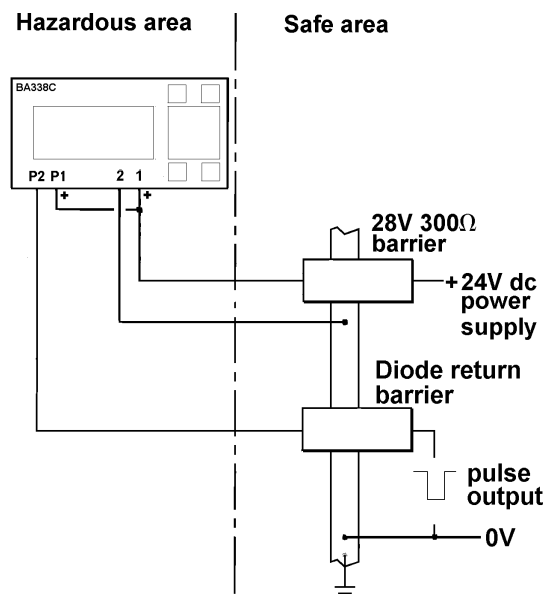 Hazardous area
Safe area
BA338C
P2 P1 2 1
+ +
28V 300Ω
barrier
+ 24V dc
power
supply
Diode return
barrier
pulse
output
0V